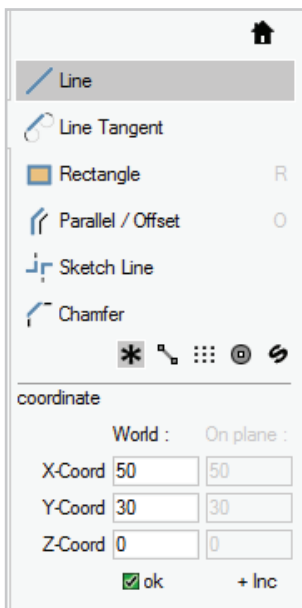 Line
Line Tangent
Rectangle R
Parallel / Offset O
Sketch Line
Chamfer
coordinate
World : On plane :
X-Coord 50 50
Y-Coord 30 30
Z-Coord 0 0
ok + Inc